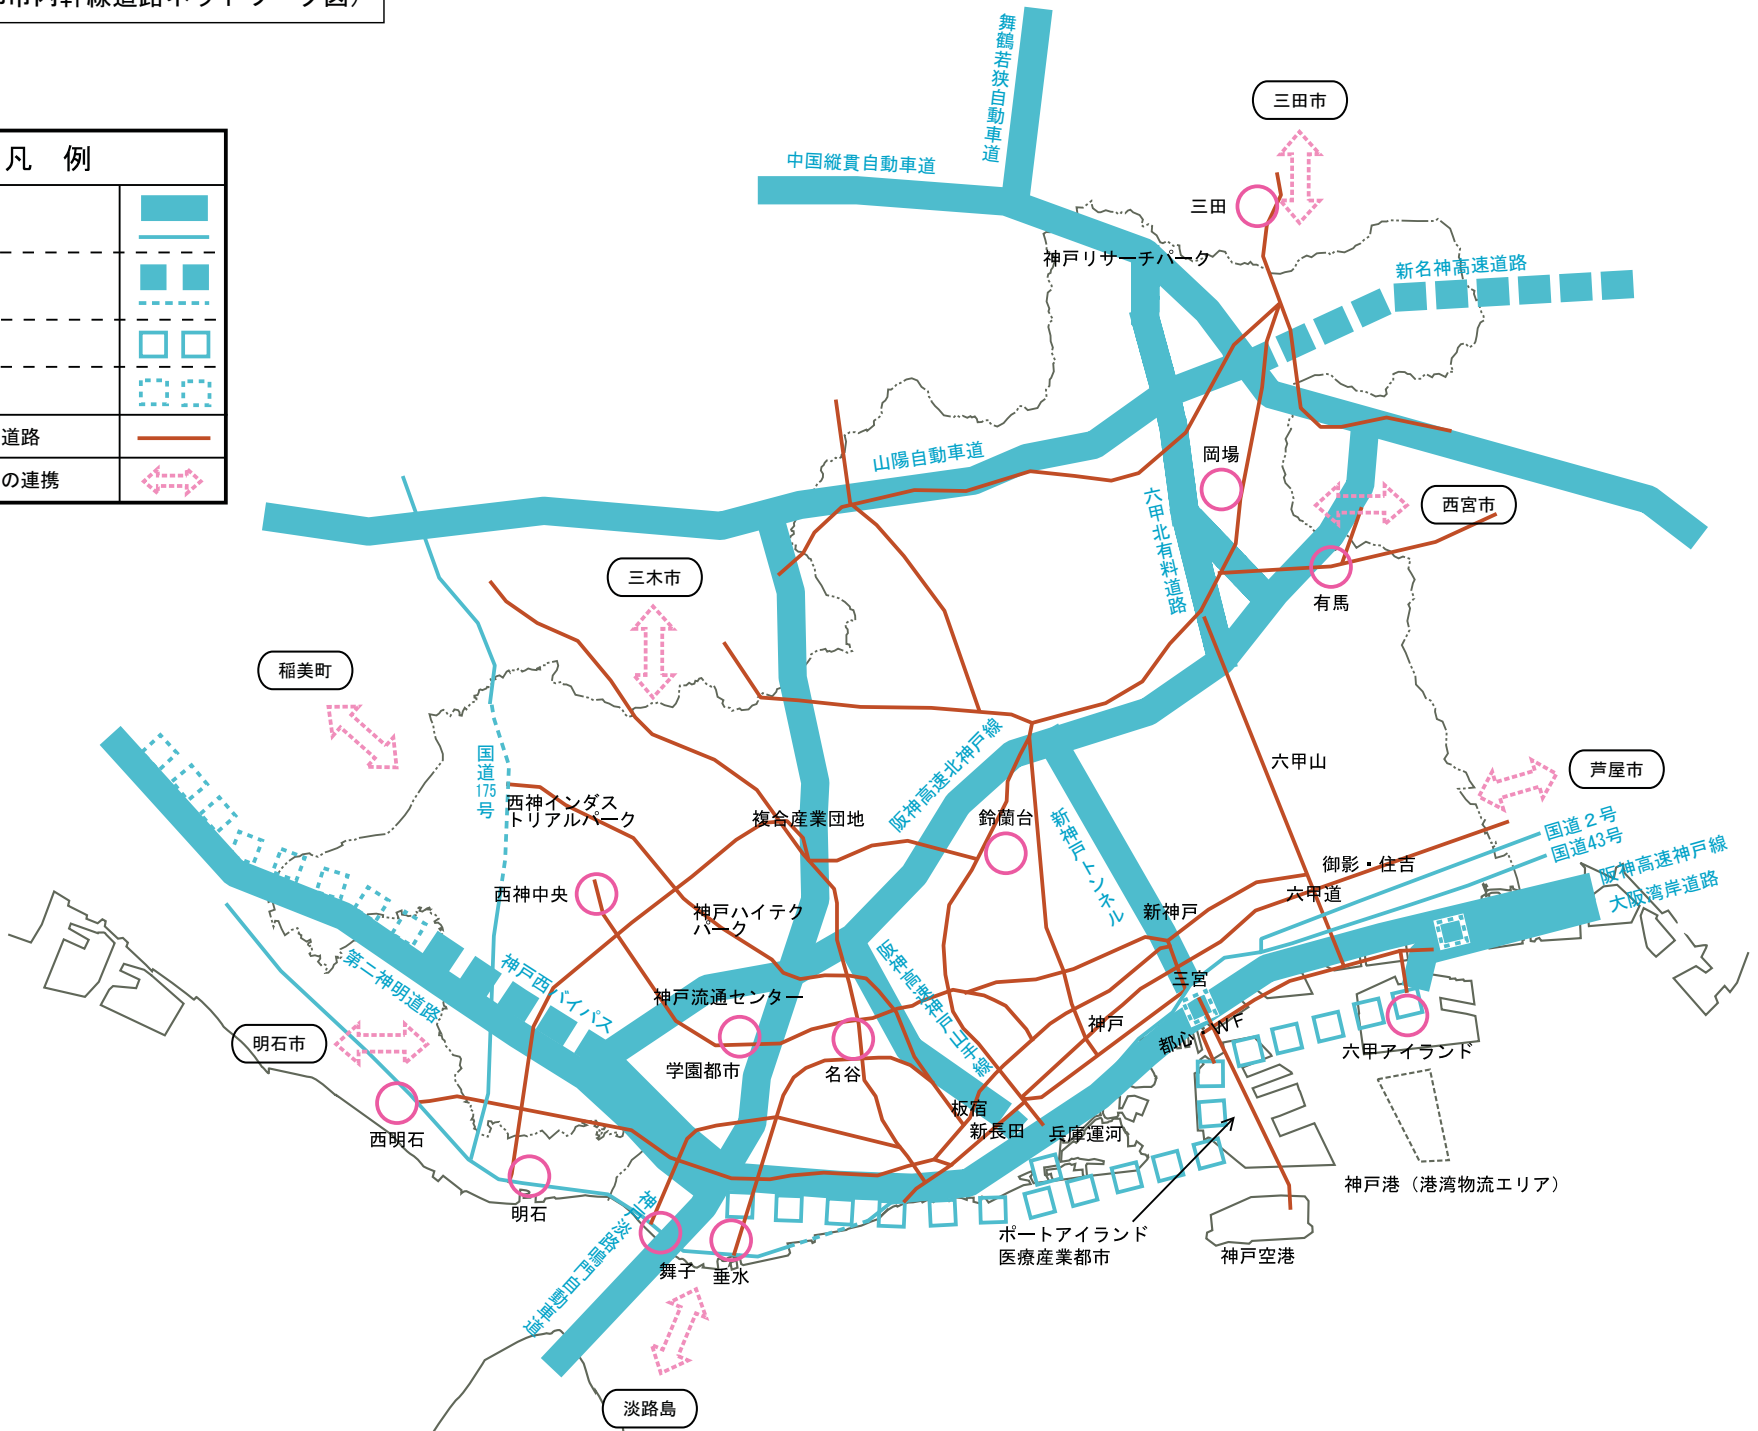 市内幹線道路ネットワーク図）
凡 例
道路
の連携
舞鶴若狭自動車道
中国縦貫自動車道
三田市
三田
神戸リサーチパーク
新名神高速道路
山陽自動車道
岡場
六甲北有料道路
西宮市
有馬
三木市
稲美町
国道175号
西神インダス
トリアルパーク
複合産業団地
阪神高速北神戸線
鈴蘭台
新神戸トンネル
六甲山
芦屋市
国道２号
国道43号
阪神高速神戸線
大阪湾岸道路
御影・住吉
六甲道
西神中央
神戸ハイテク
パーク
新神戸
第二神明道路
神戸西バイパス
神戸流通センター
阪神高速神戸山手線
三宮
神戸
都心・ＷＦ
明石市
学園都市
名谷
六甲アイランド
西明石
板宿
新長田
兵庫運河
神戸港（港湾物流エリア）
明石
神戸淡路鳴門自動車道
舞子
垂水
ポートアイランド
医療産業都市
神戸空港
淡路島